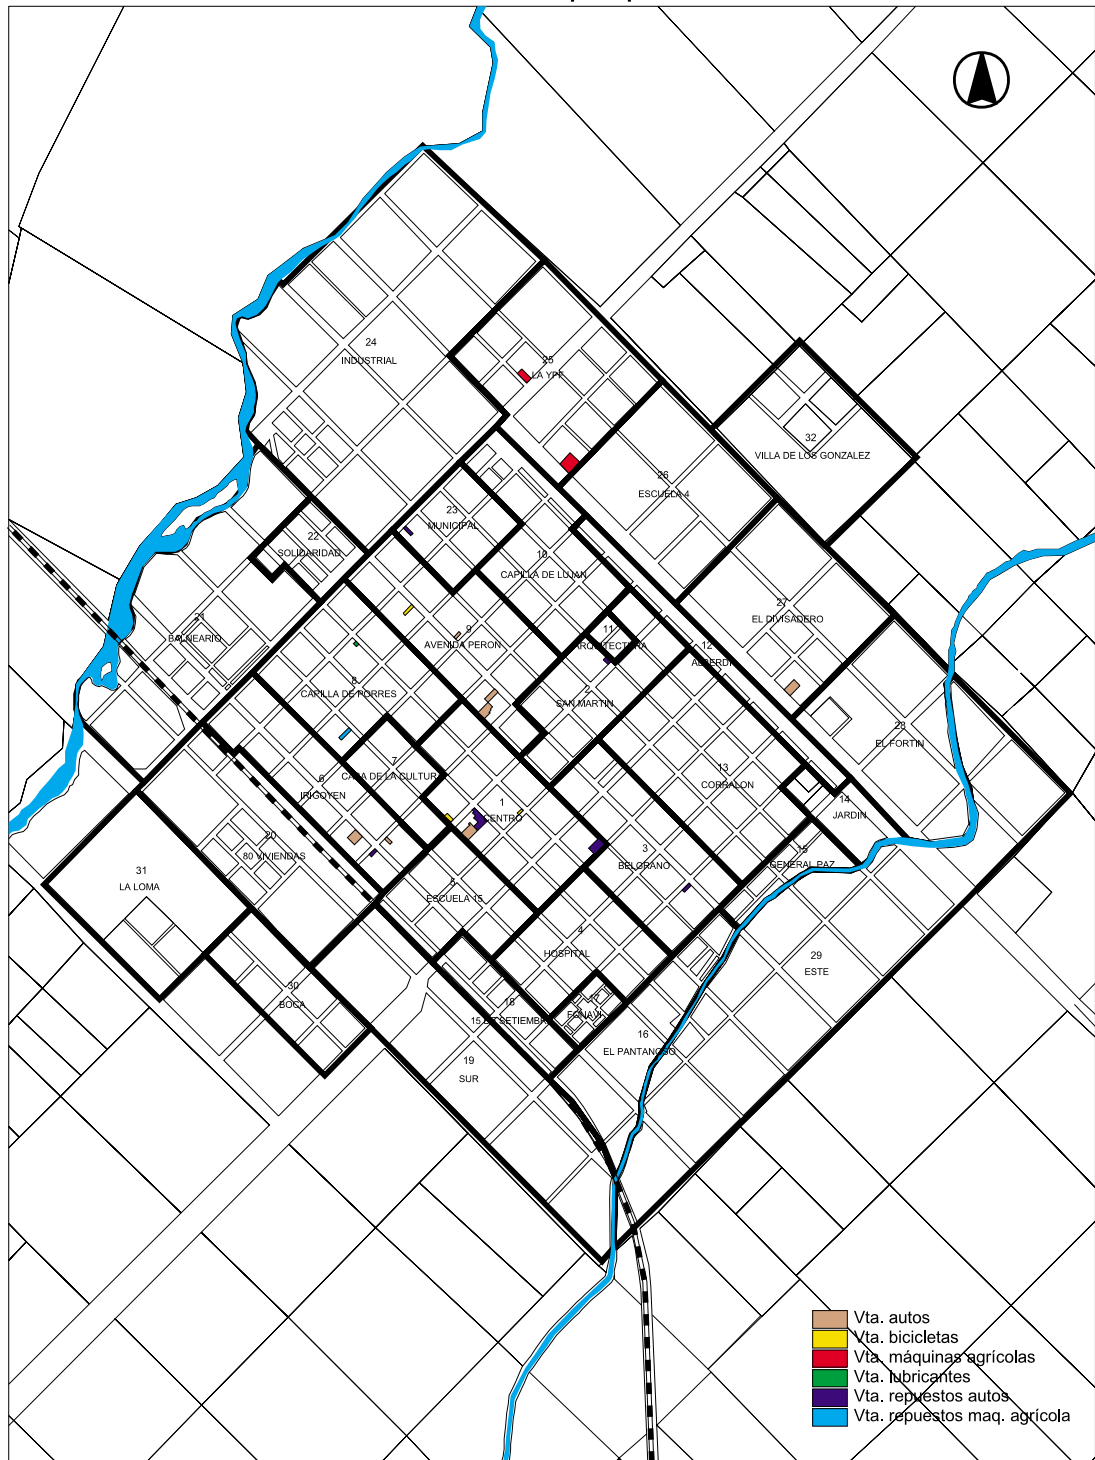 24
INDUSTRIAL
25
LA YPF
32
VILLA DE LOS GONZALEZ
26
ESCUELA 4
23
MUNICIPAL
22
SOLIDARIDAD
10
CAPILLA DE LUJAN
27
EL DIVISADERO
21
BALNEARIO
9
AVENIDA PERON
11
ARQUITECTURA
12
ALBERDI
8
CAPILLA DE PORRES
2
SAN MARTIN
28
EL FORTIN
7
CASA DE LA CULTURA
6
IRIGOYEN
13
CORRALON
1
CENTRO
14
JARDIN
20
80 VIVIENDAS
3
BELGRANO
15
GENERAL PAZ
31
LA LOMA
5
ESCUELA 15
4
HOSPITAL
29
ESTE
30
BOCA
18
15 DE SETIEMBRE
17
FONAVI
16
EL PANTANOSO
19
SUR
Vta. autos
Vta. bicicletas
Vta. máquinas agrícolas
Vta. lubricantes
Vta. repuestos autos
Vta. repuestos maq. agrícola